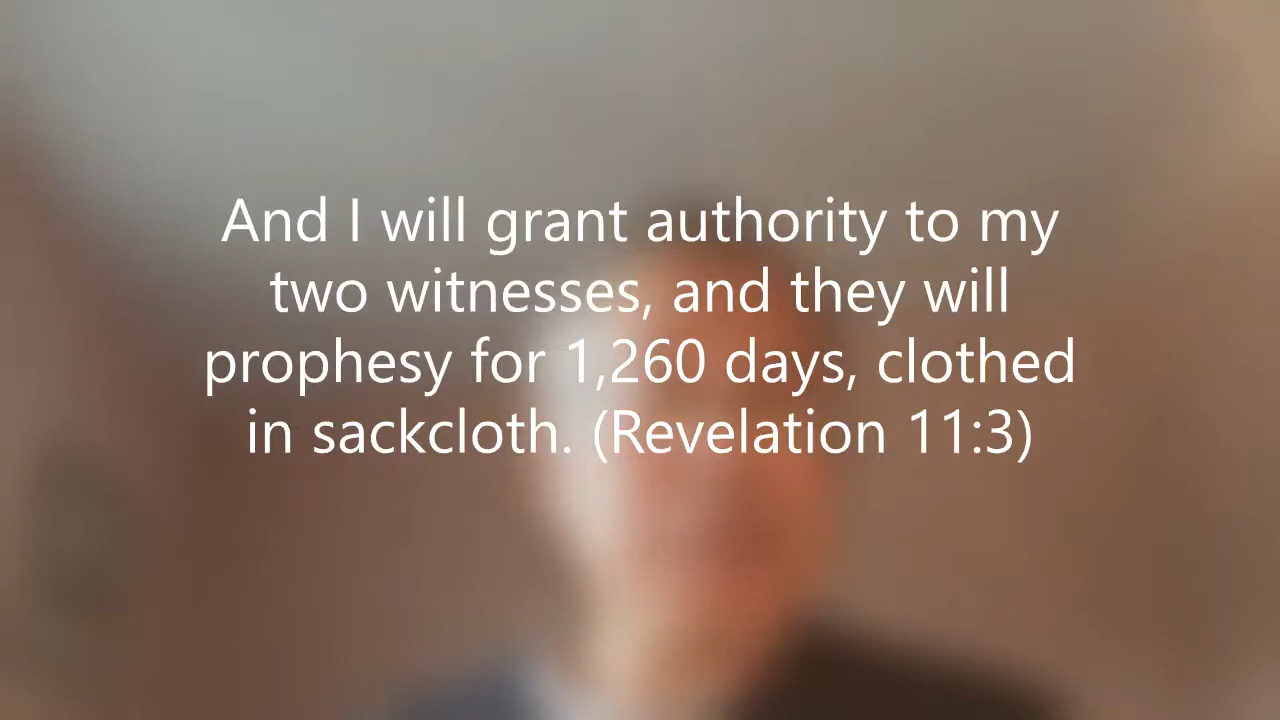 And I will grant authority to my
two witnesses, and they will
prophesy for 1,260 days, clothed
in sackcloth. (Revelation 11:3)